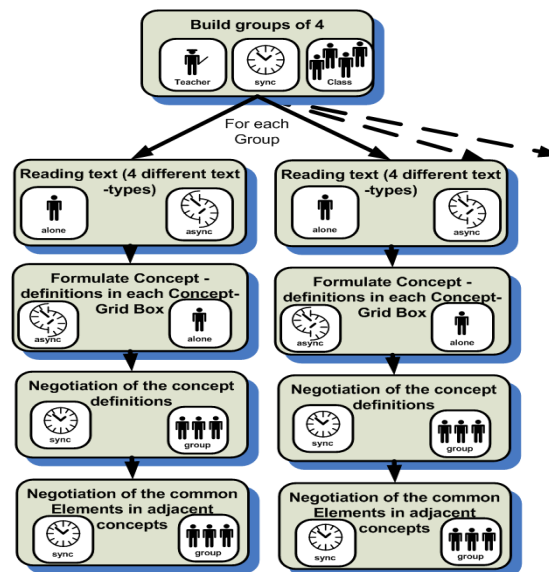 Build groups of 4
Teacher
sync
Class
For each
Group
Reading text (4 different text
-types)
alone
async
Formulate Concept -
definitions in each Concept-
Grid Box
async
alone
Negotiation of the concept
definitions
sync
group
Negotiation of the common
Elements in adjacent
concepts
sync
group
Reading text (4 different text
-types)
alone
async
Formulate Concept -
definitions in each Concept-
Grid Box
async
alone
Negotiation of the concept
definitions
sync
group
Negotiation of the common
Elements in adjacent
concepts
sync
group